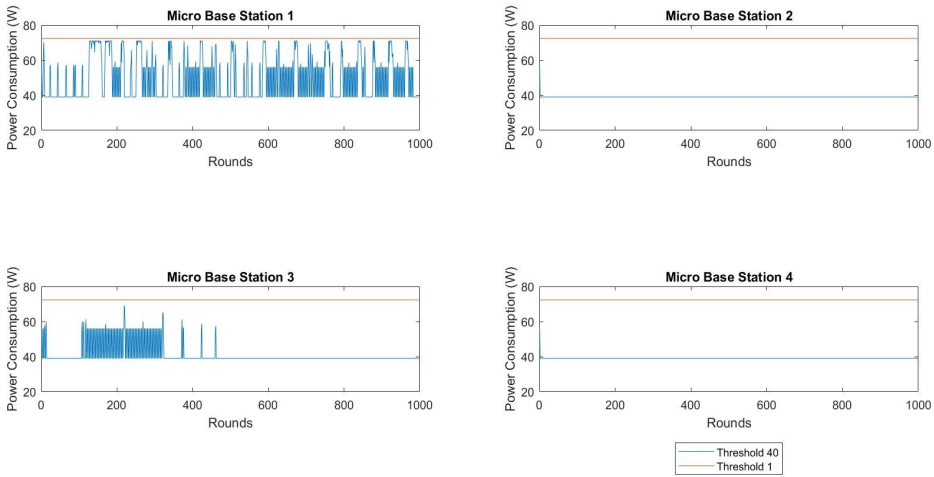 Micro Base Station 1
Power Consumption (W)
80
60
40
20
0
200
400
600
800
1000
Rounds
Micro Base Station 2
Power Consumption (W)
80
60
40
20
0
200
400
600
800
1000
Rounds
Micro Base Station 3
Power Consumption (W)
80
60
40
20
0
200
400
600
800
1000
Rounds
Micro Base Station 4
Power Consumption (W)
80
60
40
20
0
200
400
600
800
1000
Rounds
Threshold 40
Threshold 1